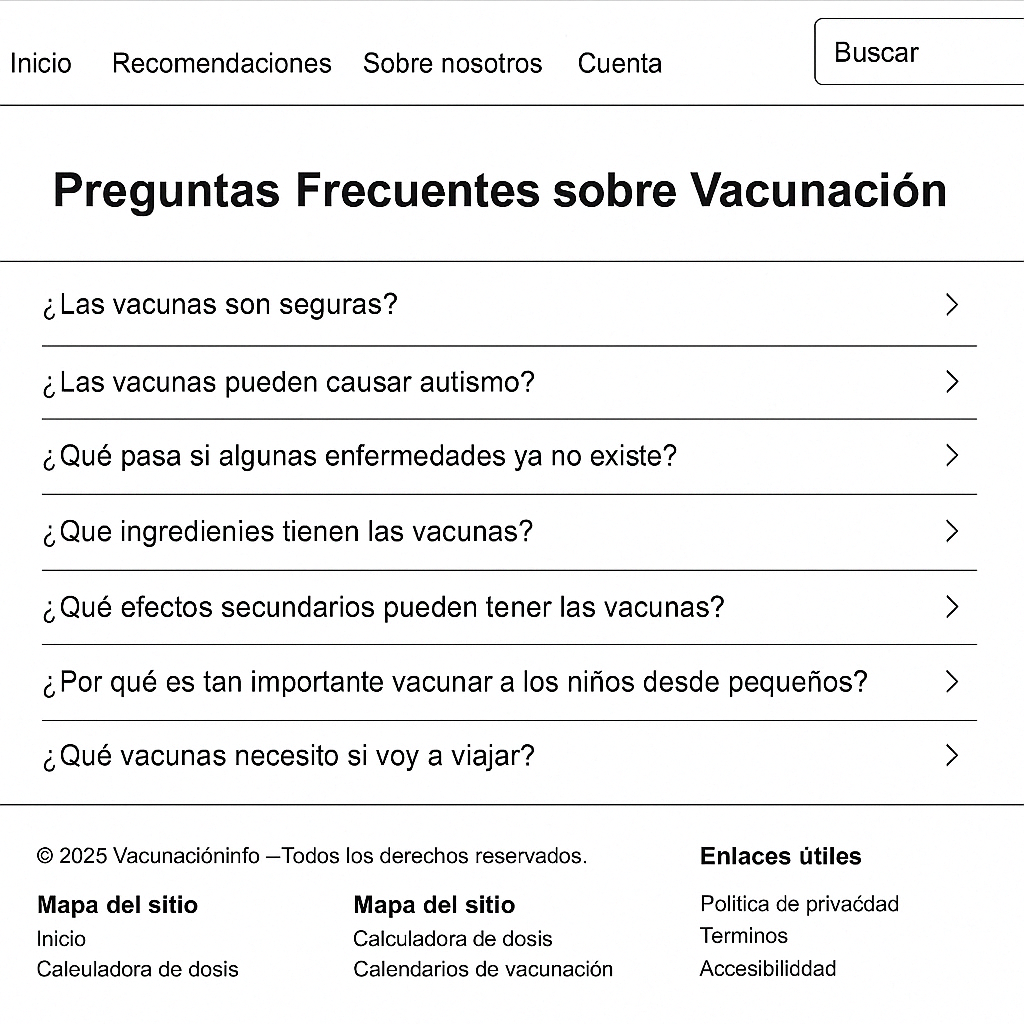 Inicio Recomendaciones Sobre nosotros Cuenta Buscar
Preguntas Frecuentes sobre Vacunación
¿Las vacunas son seguras?
¿Las vacunas pueden causar autismo?
¿Qué pasa si algunas enfermedades ya no existe?
¿Que ingredienies tienen las vacunas?
¿Qué efectos secundarios pueden tener las vacunas?
¿Por qué es tan importante vacunar a los niños desde pequeños?
¿Qué vacunas necesito si voy a viajar?
© 2025 Vacunacióninfo —Todos los derechos reservados.
Mapa del sitio
Inicio
Caleuladora de dosis
Mapa del sitio
Calculadora de dosis
Calendarios de vacunación
Enlaces útiles
Politica de privaćdad
Terminos
Accesibiliddad